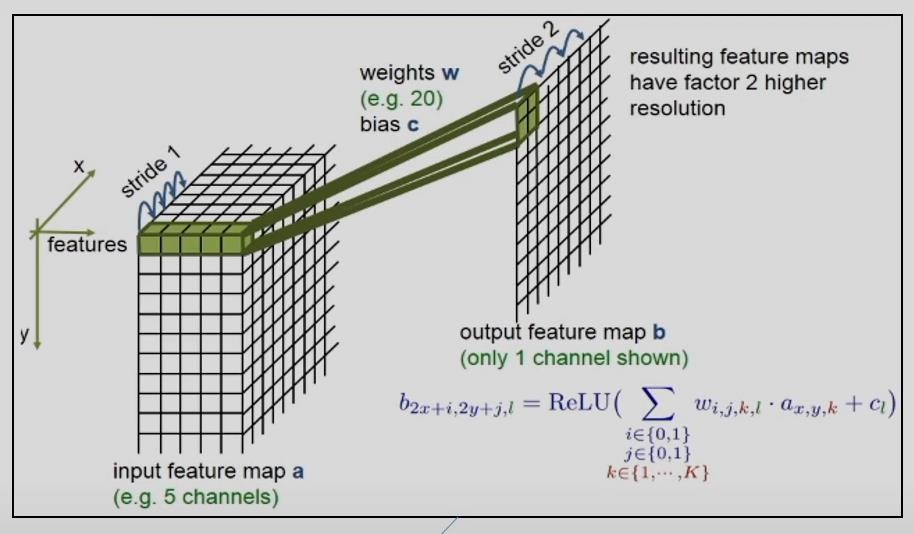 stride 2
resulting feature maps
have factor 2 higher
resolution
weights w
(e.g. 20)
bias c
x
stride 1
features
y
output feature map b
(only 1 channel shown)
b_{2x+i,2y+j,l} = ReLU( ∑_{i∈{0,1} j∈{0,1} k∈{1,⋯,K}} w_{i,j,k,l} · a_{x,y,k} + c_l)
input feature map a
(e.g. 5 channels)